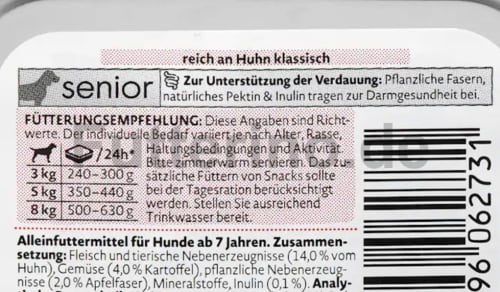 reich an Huhn klassisch
senior
Zur Unterstützung der Verdauung: Pflanzliche Fasern,
natürliches Pektin & Inulin tragen zur Darmgesundheit bei.
FÜTTERUNGSEMPFEHLUNG: Diese Angaben sind Richt-
werte. Der individuelle Bedarf variiert je nach Alter, Rasse,
/24h* Haltungsbedingungen und Aktivität.
3 kg 240–300 g Bitte zimmerwarm servieren. Das zu-
sätzliche Füttern von Snacks sollte
5 kg 350–440 g bei der Tagesration berücksichtigt
8 kg 500–630 g werden. Stellen Sie ausreichend
Trinkwasser bereit.
Alleinfuttermittel für Hunde ab 7 Jahren. Zusammen-
setzung: Fleisch und tierische Nebenerzeugnisse (14,0 % vom
Huhn), Gemüse (4,0 % Kartoffel), pflanzliche Nebenerzeug-
nisse (2,0 % Apfelfaser), Mineralstoffe, Inulin (0,1 %). Analy-
96062731